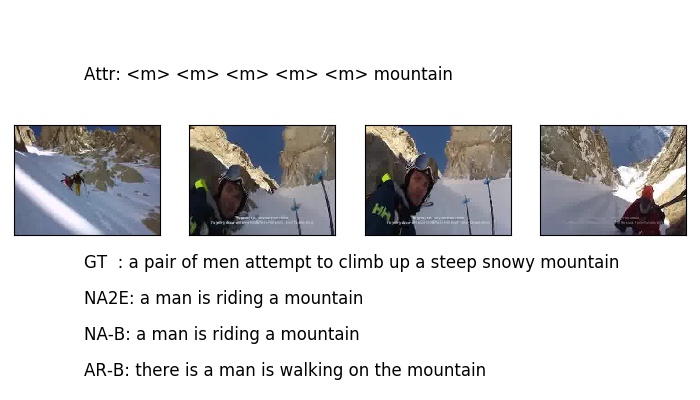 Attr: <m> <m> <m> <m> <m> mountain
GT  : a pair of men attempt to climb up a steep snowy mountain
NA2E: a man is riding a mountain
NA-B: a man is riding a mountain
AR-B: there is a man is walking on the mountain